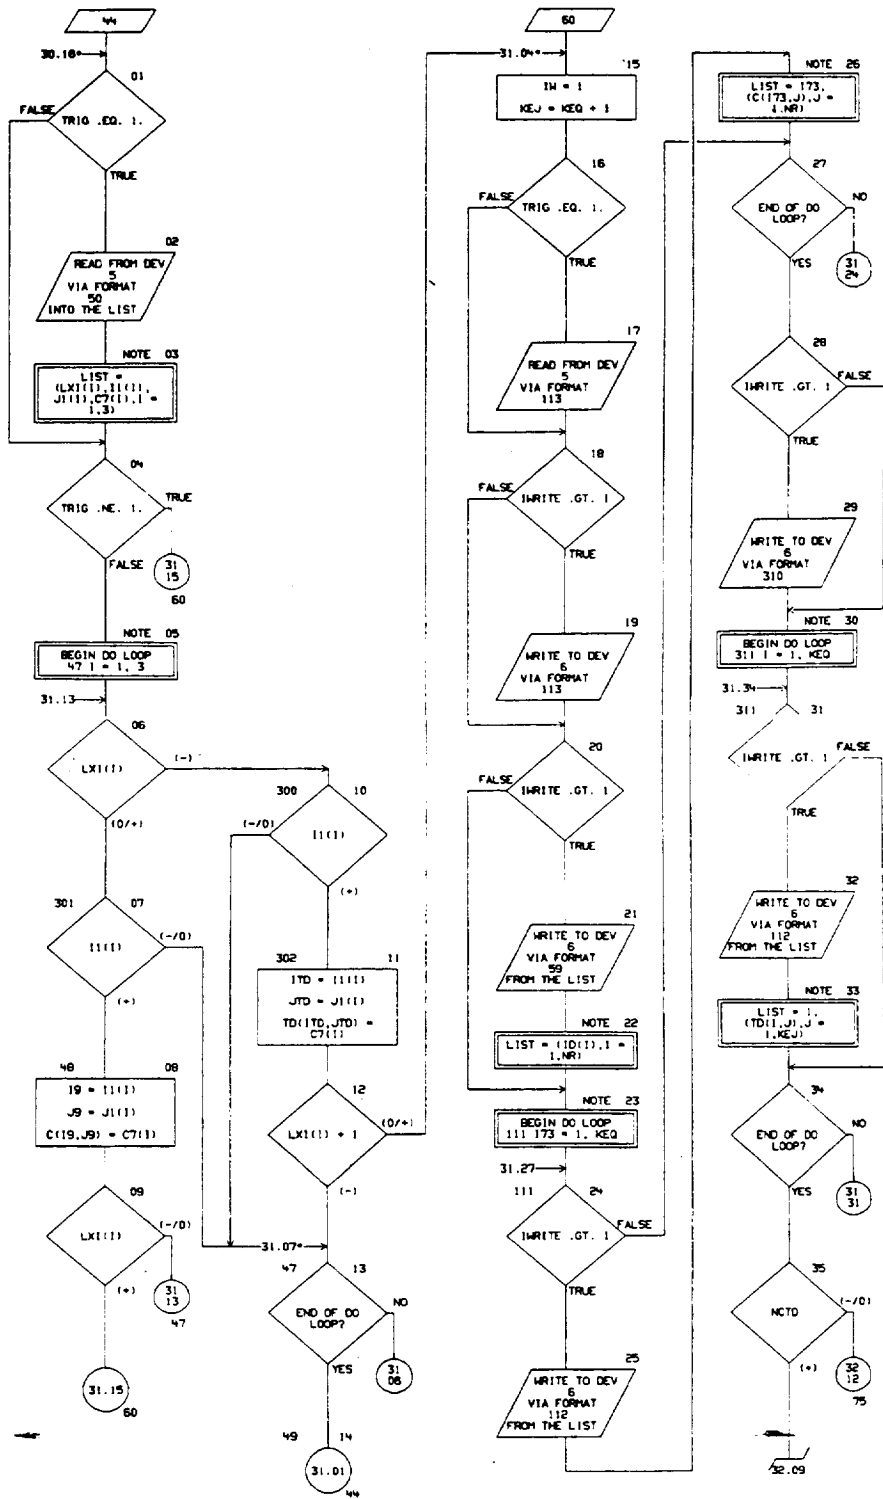 44
30.16*
01
FALSE
TRIG .EQ. 1.
TRUE
02
READ FROM DEV
5
VIA FORMAT
50
INTO THE LIST
NOTE 03
LIST =
(LX1(I),I1(I),
J1(I),C7(I),I =
1,3)
04
TRUE
TRIG .NE. 1.
FALSE
31
15
60
NOTE 05
BEGIN DO LOOP
47 I = 1, 3
31.13
06
(-)
LX1(I)
(0/+)
301 07
(-/0)
I1(I)
(+)
48 08
I9 = I1(I)
J9 = J1(I)
C(I9,J9) = C7(I)
09
(-/0)
LX1(I)
(+)
31
13
47
31.15
60
300 10
(-/0)
I1(I)
(+)
302 11
ITD = I1(I)
JTD = J1(I)
TD(ITD,JTD) =
C7(I)
12
(0/+)
LX1(I) + 1
(-)
31.07*
47 13
NO
END OF DO
LOOP?
YES
31
06
49 14
31.01
44
60
31.04*
15
IW = 1
KEJ = KEQ + 1
16
FALSE
TRIG .EQ. 1.
TRUE
17
READ FROM DEV
5
VIA FORMAT
113
18
FALSE
IWRITE .GT. 1
TRUE
19
WRITE TO DEV
6
VIA FORMAT
113
20
FALSE
IWRITE .GT. 1
TRUE
21
WRITE TO DEV
6
VIA FORMAT
59
FROM THE LIST
NOTE 22
LIST = (ID(I),I =
1,NR)
NOTE 23
BEGIN DO LOOP
111 I73 = 1, KEQ
31.27
111 24
FALSE
IWRITE .GT. 1
TRUE
25
WRITE TO DEV
6
VIA FORMAT
112
FROM THE LIST
NOTE 26
LIST = I73,
(C(I73,J),J =
1,NR)
27
NO
END OF DO
LOOP?
YES
31
24
28
FALSE
IWRITE .GT. 1
TRUE
29
WRITE TO DEV
6
VIA FORMAT
310
NOTE 30
BEGIN DO LOOP
311 I = 1, KEQ
31.34
311 31
FALSE
IWRITE .GT. 1
TRUE
32
WRITE TO DEV
6
VIA FORMAT
112
FROM THE LIST
NOTE 33
LIST = I,
(TD(I,J),J =
1,KEJ)
34
NO
END OF DO
LOOP?
YES
31
31
35
(-/0)
NCTD
(+)
32
12
75
32.09